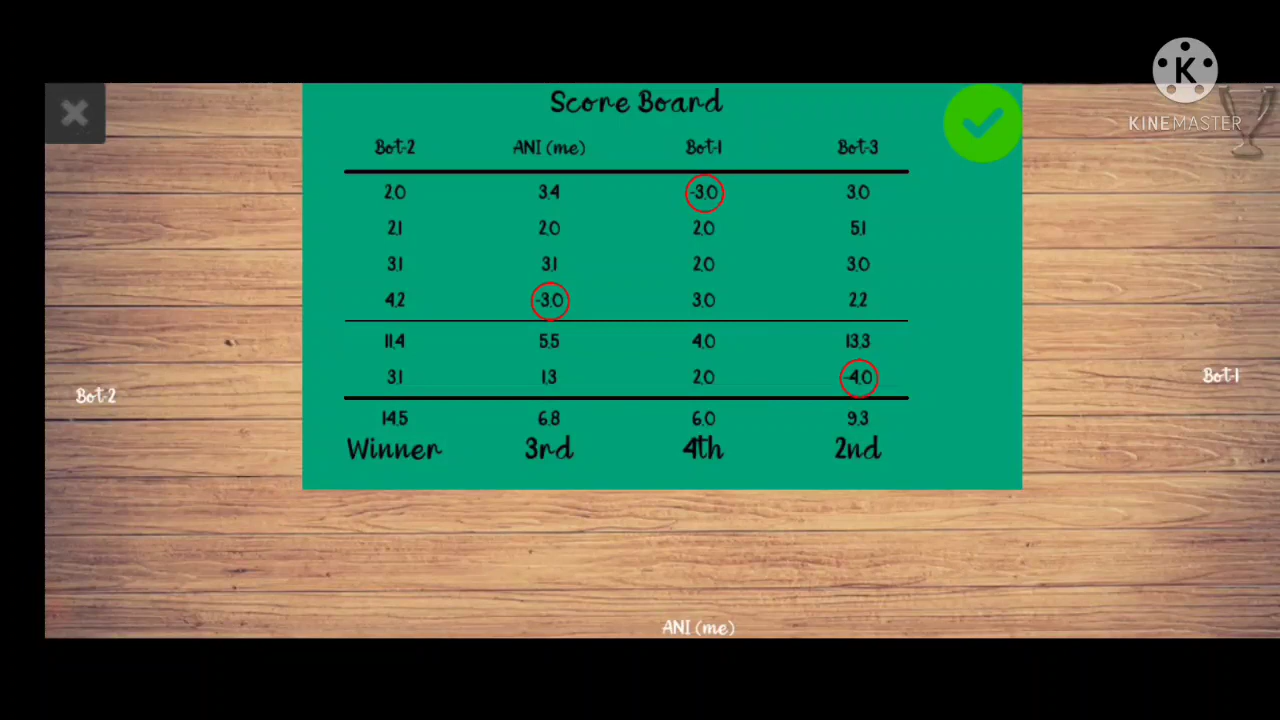 Score Board
Bot-2 ANI (me) Bot-1 Bot-3
2.0 3.4 -3.0 3.0
2.1 2.0 2.0 5.1
3.1 3.1 2.0 3.0
4.2 -3.0 3.0 2.2
11.4 5.5 4.0 13.3
3.1 1.3 2.0 -4.0
14.5 6.8 6.0 9.3
Winner 3rd 4th 2nd
K
KINEMASTER
Bot-2
Bot-1
ANI (me)